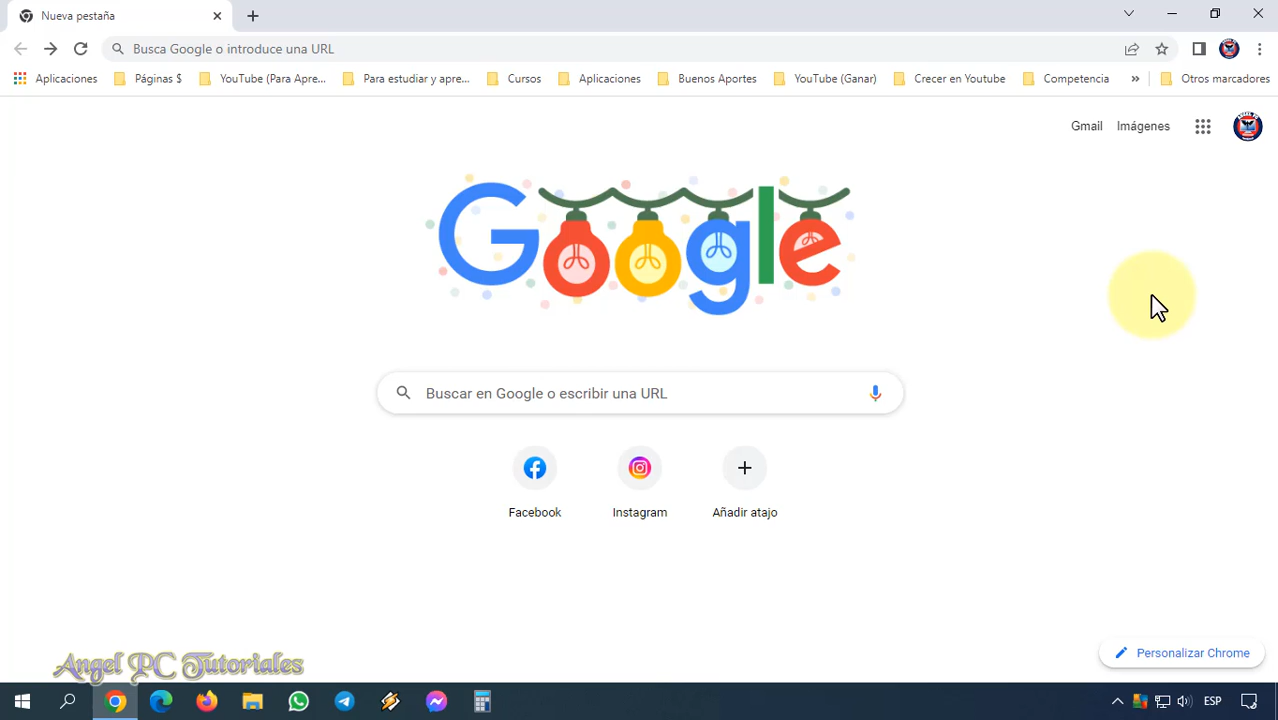 Nueva pestaña
Busca Google o introduce una URL
Aplicaciones Páginas $ YouTube (Para Apre... Para estudiar y apre... Cursos Aplicaciones Buenos Aportes YouTube (Ganar) Crecer en Youtube Competencia » Otros marcadores
Gmail Imágenes
Google
Buscar en Google o escribir una URL
Facebook Instagram Añadir atajo
Personalizar Chrome
Angel PC Tutoriales
ESP